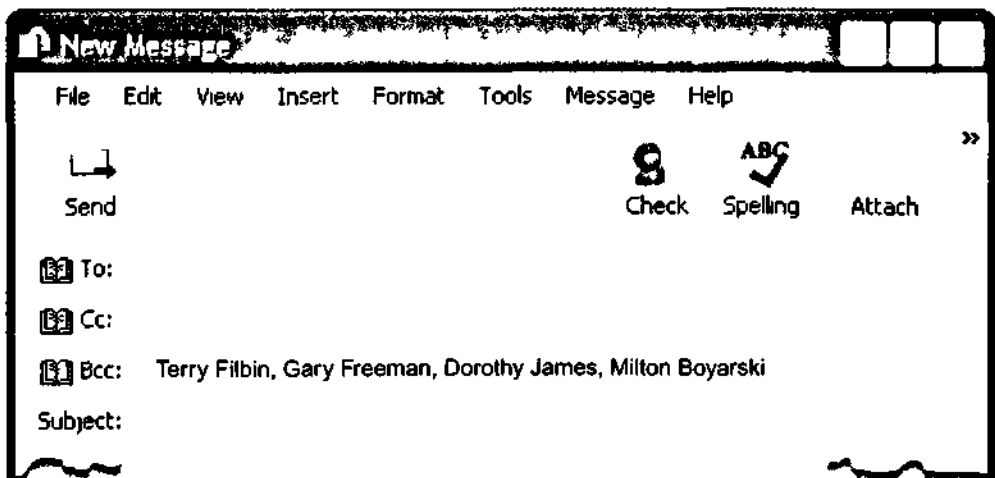 New Message
File Edit View Insert Format Tools Message Help
»
ABC
Send Check Spelling Attach
To:
Cc:
Bcc: Terry Filbin, Gary Freeman, Dorothy James, Milton Boyarski
Subject: